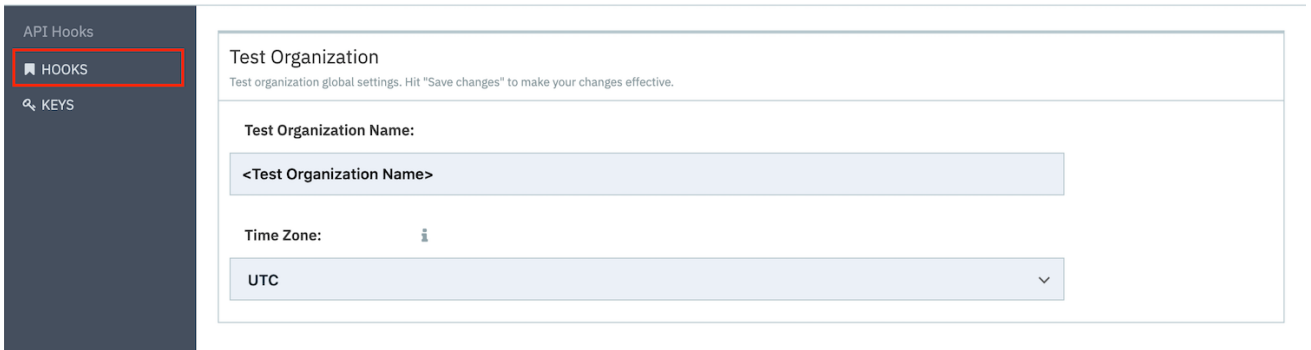 API Hooks
HOOKS
KEYS
Test Organization
Test organization global settings. Hit "Save changes" to make your changes effective.
Test Organization Name:
<Test Organization Name>
Time Zone:
UTC